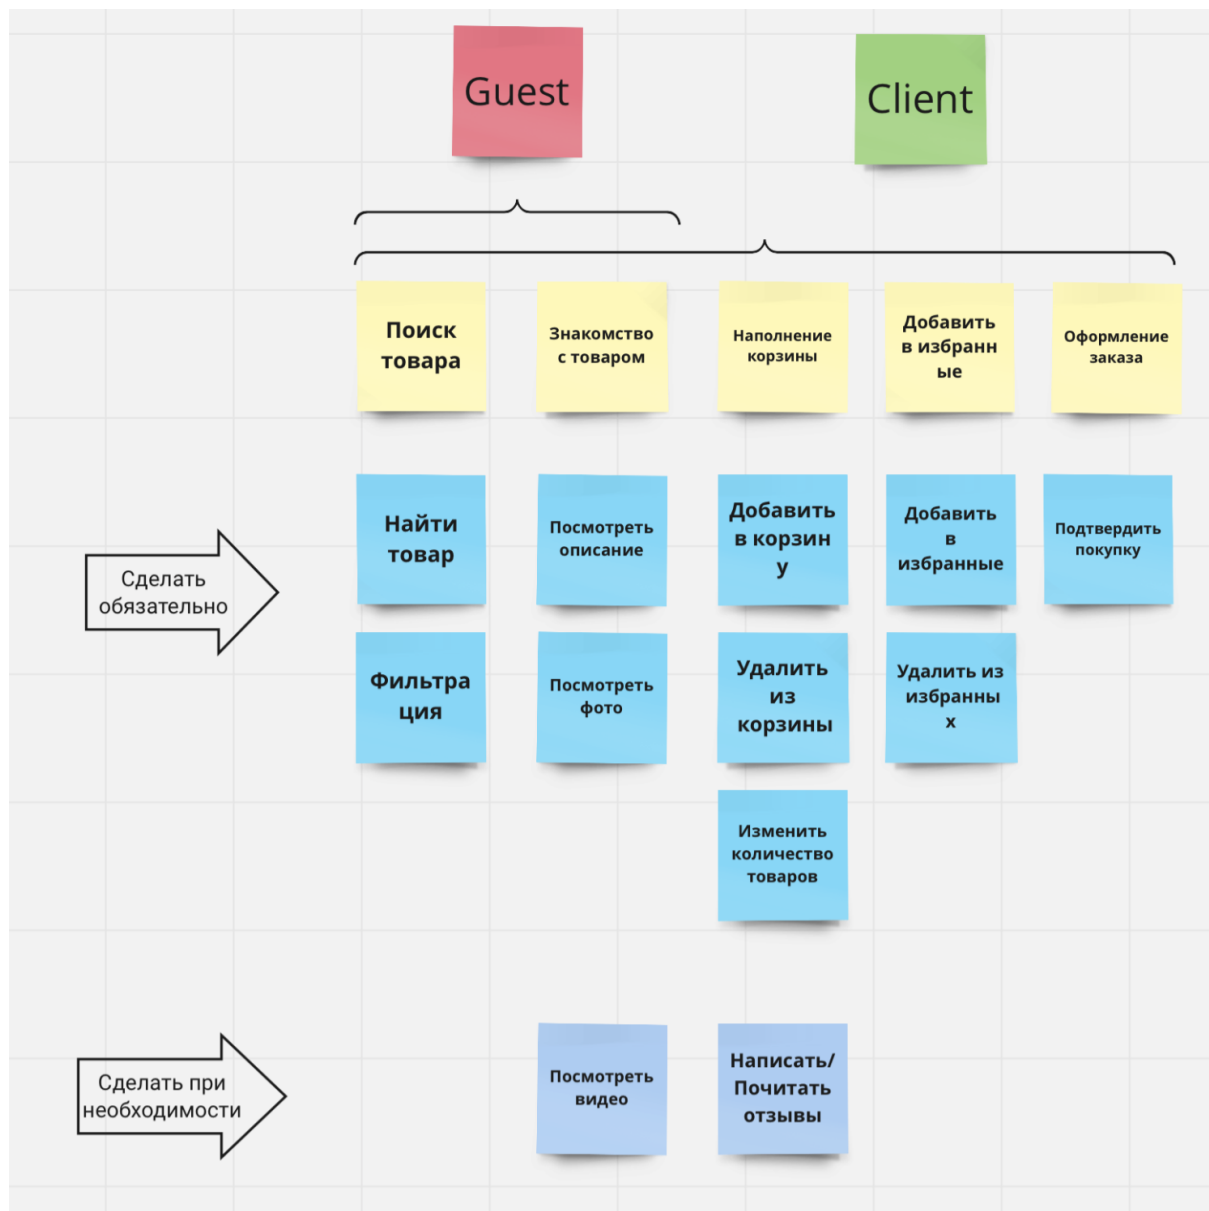 Guest
Client
Поиск
товара
Знакомство
с товаром
Наполнение
корзины
Добавить
в избранн
ые
Оформление
заказа
Сделать
обязательно
Найти
товар
Посмотреть
описание
Добавить
в корзин
у
Добавить
в
избранные
Подтвердить
покупку
Фильтра
ция
Посмотреть
фото
Удалить
из
корзины
Удалить из
избранны
х
Изменить
количество
товаров
Сделать при
необходимости
Посмотреть
видео
Написать/
Почитать
отзывы